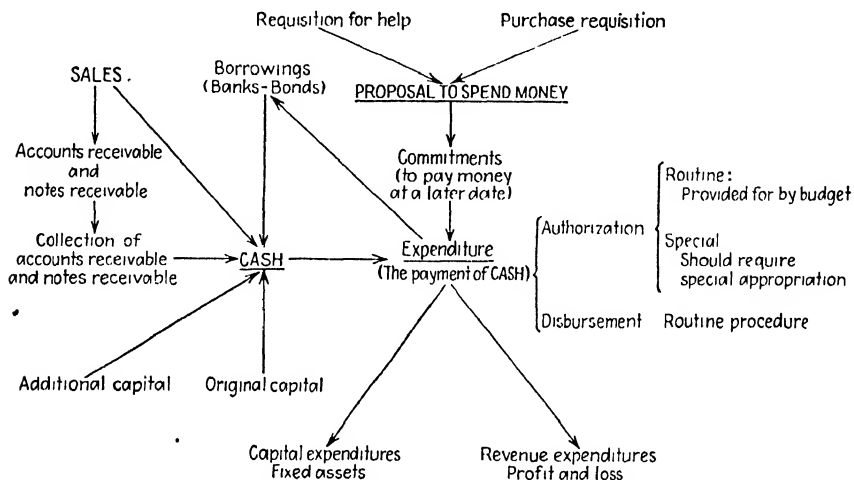 Requisition for help
Purchase requisition
SALES.
Borrowings
(Banks-Bonds)
PROPOSAL TO SPEND MONEY
Accounts receivable
and
notes receivable
Commitments
(to pay money
at a later date)
Routine:
Provided for by budget
Authorization
Collection of
accounts receivable
and notes receivable
CASH
Expenditure
(The payment of CASH)
Special
Should require
special appropriation
Disbursement Routine procedure
Additional capital
Original capital
Capital expenditures
Fixed assets
Revenue expenditures
Profit and loss